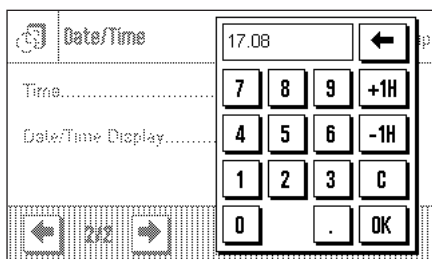 Date/Time
17.08
Time
7 8 9 +1H
Date/Time Display
4 5 6 -1H
1 2 3 C
2/2
0 . OK